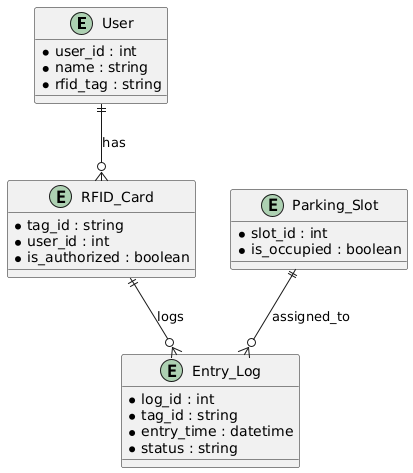 E User
user_id : int
name : string
rfid_tag : string
has
E RFID_Card
tag_id : string
user_id : int
is_authorized : boolean
E Parking_Slot
slot_id : int
is_occupied : boolean
logs
assigned_to
E Entry_Log
log_id : int
tag_id : string
entry_time : datetime
status : string